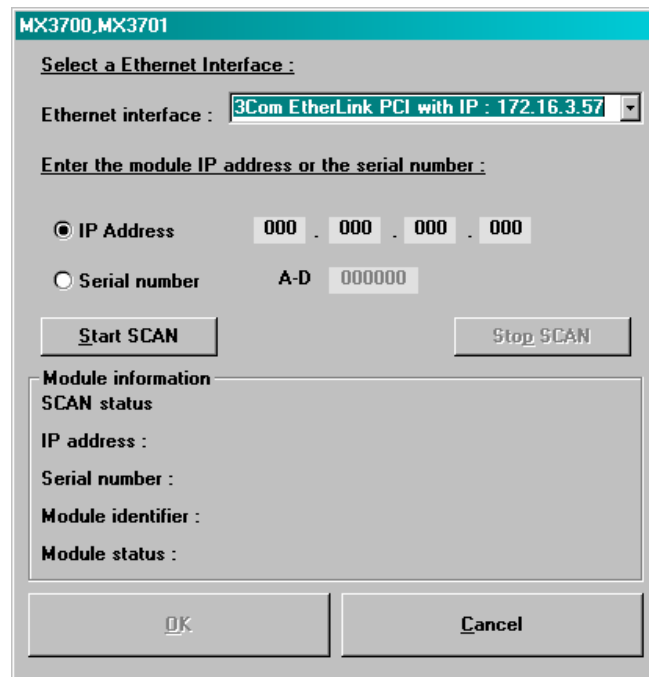 MX3700,MX3701
Select a Ethernet Interface :
Ethernet interface : 3Com EtherLink PCI with IP : 172.16.3.57
Enter the module IP address or the serial number :
IP Address 000 . 000 . 000 . 000
Serial number A-D 000000
Start SCAN Stop SCAN
Module information
SCAN status
IP address :
Serial number :
Module identifier :
Module status :
OK Cancel